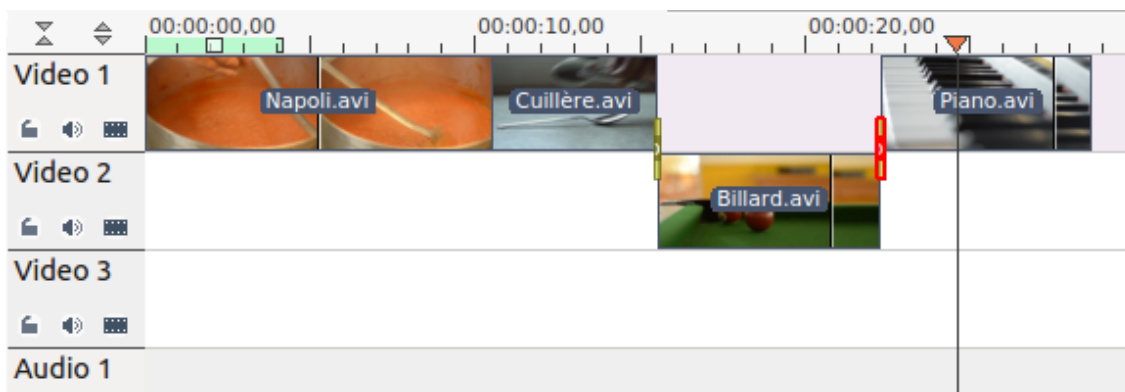 00:00:00,00 00:00:10,00 00:00:20,00
Video 1
Napoli.avi Cuillère.avi Piano.avi
Video 2
Billard.avi
Video 3
Audio 1